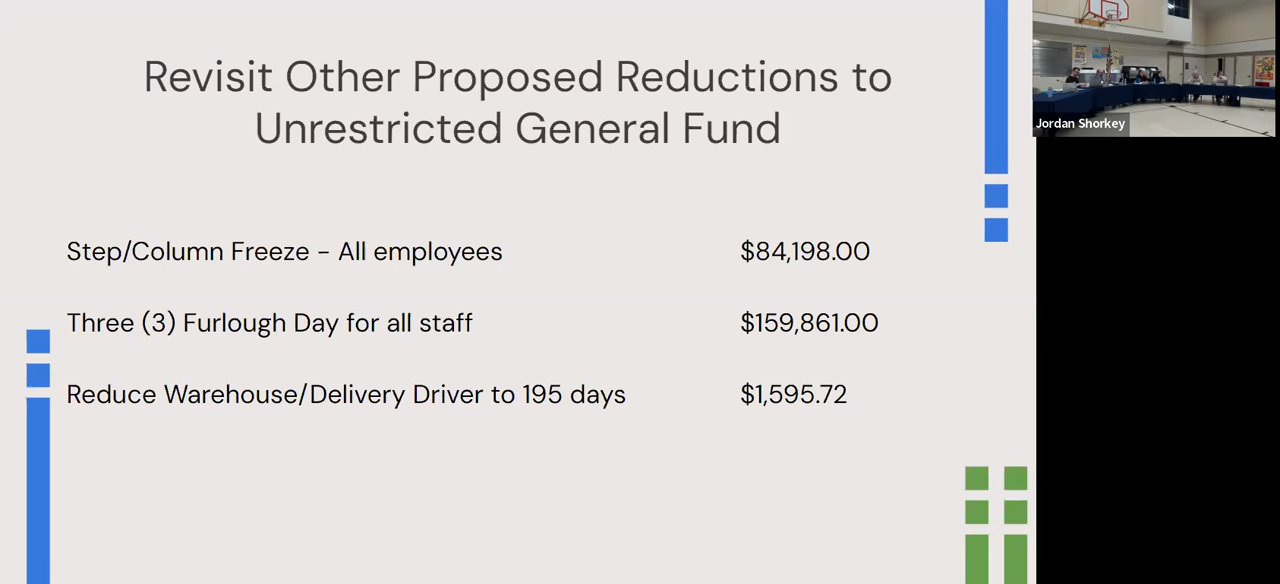 Revisit Other Proposed Reductions to
Unrestricted General Fund
Step/Column Freeze - All employees $84,198.00
Three (3) Furlough Day for all staff $159,861.00
Reduce Warehouse/Delivery Driver to 195 days $1,595.72
Jordan Shorkey